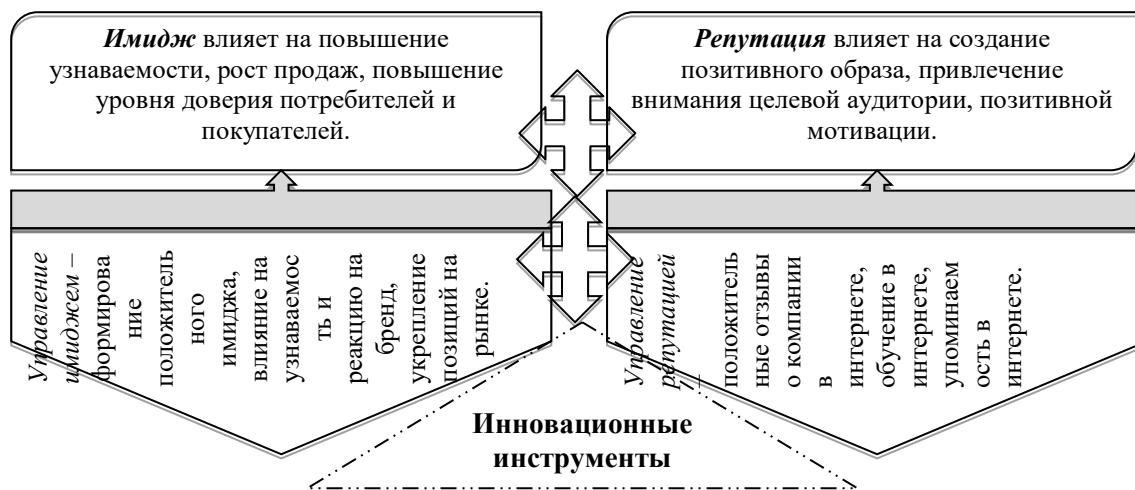 Имидж влияет на повышение
узнаваемости, рост продаж, повышение
уровня доверия потребителей и
покупателей.
Репутация влияет на создание
позитивного образа, привлечение
внимания целевой аудитории, позитивной
мотивации.
Управление
имиджем –
формирова
ние
положитель
ного
имиджа,
влияние на
узнаваемос
ть и
реакцию на
бренд,
укрепление
позиций на
рынке.
Управление
репутацией
–
положитель
ные отзывы
о компании
в
интернете,
обучение в
интернете,
упоминаем
ость в
интернете.
Инновационные
инструменты